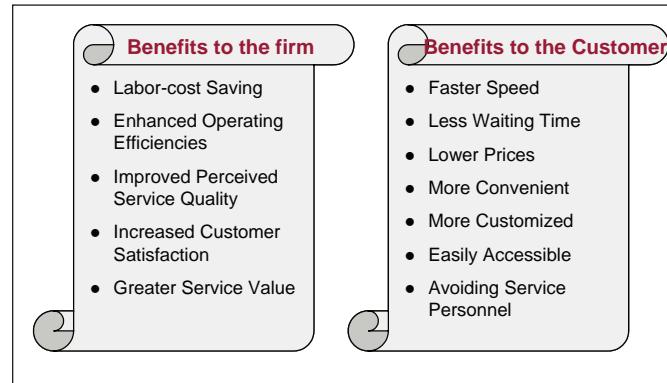 Benefits to the firm
● Labor-cost Saving
● Enhanced Operating
Efficiencies
● Improved Perceived
Service Quality
● Increased Customer
Satisfaction
● Greater Service Value
Benefits to the Customer
● Faster Speed
● Less Waiting Time
● Lower Prices
● More Convenient
● More Customized
● Easily Accessible
● Avoiding Service
Personnel